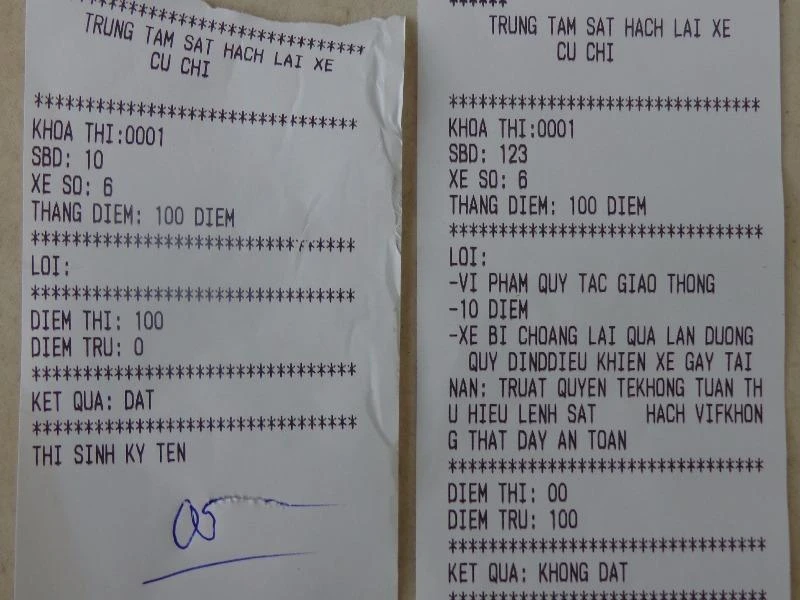 ********************************
TRUNG TAM SAT HACH LAI XE
CU CHI
********************************
KHOA THI:0001
SBD: 10
XE SO: 6
THANG DIEM: 100 DIEM
********************************
LOI:
********************************
DIEM THI: 100
DIEM TRU: 0
********************************
KET QUA: DAT
********************************
THI SINH KY TEN
******
TRUNG TAM SAT HACH LAI XE
CU CHI
********************************
KHOA THI:0001
SBD: 123
XE SO: 6
THANG DIEM: 100 DIEM
********************************
LOI:
-VI PHAM QUY TAC GIAO THONG
-10 DIEM
-XE BI CHOANG LAI QUA LAN DUONG
QUY DINDDIEU KHIEN XE GAY TAI
NAN: TRUAT QUYEN TEKHONG TUAN TH
U HIEU LENH SAT    HACH VIFKHON
G THAT DAY AN TOAN
********************************
DIEM THI: 00
DIEM TRU: 100
********************************
KET QUA: KHONG DAT
********************************